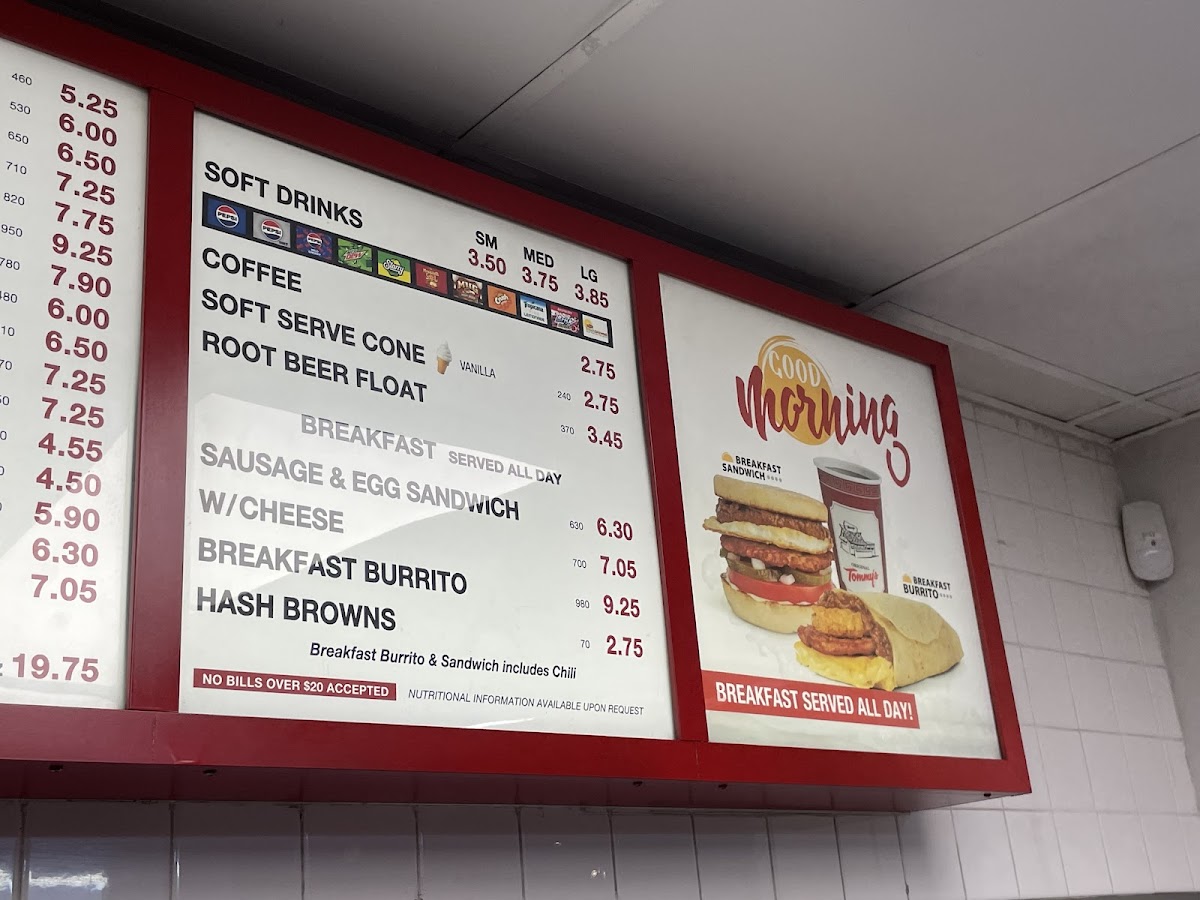 460 5.25
530 6.00
650 6.50
710 7.25
820 7.75
950 9.25
780 7.90
6.00
6.50
7.25
7.25
4.55
4.50
5.90
6.30
7.05
19.75
SOFT DRINKS
SM MED LG
3.50 3.75 3.85
PEPSI PEPSI PEPSI
COFFEE 2.75
SOFT SERVE CONE VANILLA 240 2.75
ROOT BEER FLOAT 370 3.45
BREAKFAST SERVED ALL DAY
SAUSAGE & EGG SANDWICH 630 6.30
W/CHEESE 700 7.05
BREAKFAST BURRITO 980 9.25
HASH BROWNS 70 2.75
Breakfast Burrito & Sandwich includes Chili
NO BILLS OVER $20 ACCEPTED NUTRITIONAL INFORMATION AVAILABLE UPON REQUEST
GOOD
Morning
BREAKFAST
SANDWICH
ORIGINAL
Tommy's
BREAKFAST
BURRITO
BREAKFAST SERVED ALL DAY!